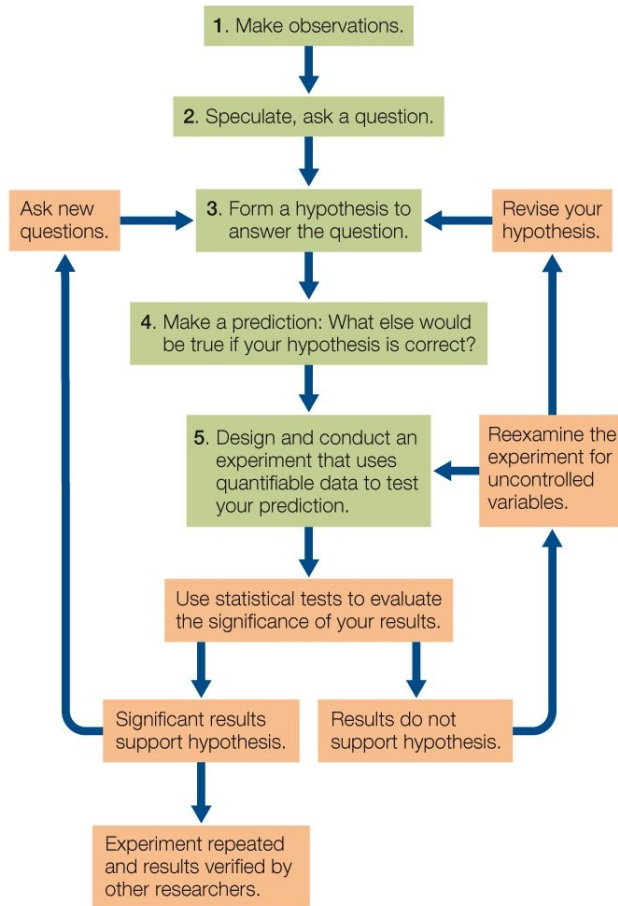 1. Make observations.
2. Speculate, ask a question.
Ask new
questions.
3. Form a hypothesis to
answer the question.
Revise your
hypothesis.
4. Make a prediction: What else would
be true if your hypothesis is correct?
5. Design and conduct an
experiment that uses
quantifiable data to test
your prediction.
Reexamine the
experiment for
uncontrolled
variables.
Use statistical tests to evaluate
the significance of your results.
Significant results
support hypothesis.
Results do not
support hypothesis.
Experiment repeated
and results verified by
other researchers.